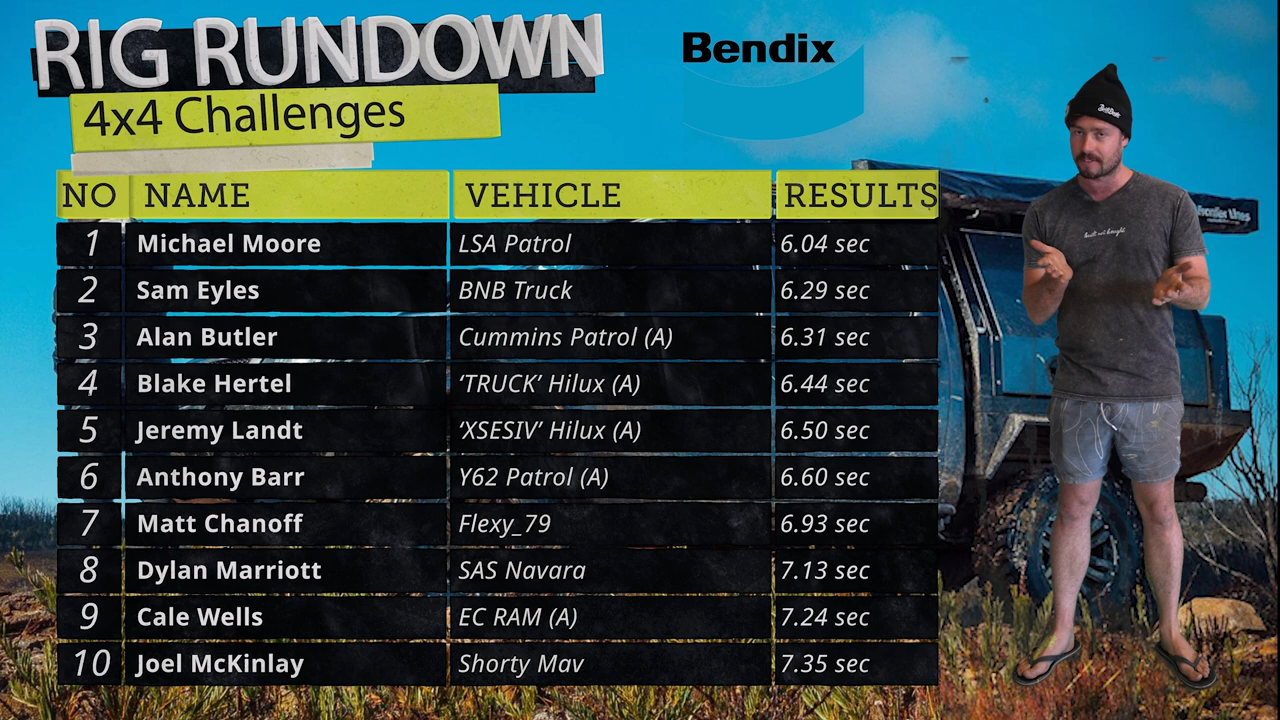 RIG RUNDOWN
4x4 Challenges
Bendix
NO NAME VEHICLE RESULTS
1 Michael Moore LSA Patrol 6.04 sec
2 Sam Eyles BNB Truck 6.29 sec
3 Alan Butler Cummins Patrol (A) 6.31 sec
4 Blake Hertel ‘TRUCK’ Hilux (A) 6.44 sec
5 Jeremy Landt ‘XSESIV’ Hilux (A) 6.50 sec
6 Anthony Barr Y62 Patrol (A) 6.60 sec
7 Matt Chanoff Flexy_79 6.93 sec
8 Dylan Marriott SAS Navara 7.13 sec
9 Cale Wells EC RAM (A) 7.24 sec
10 Joel McKinlay Shorty Mav 7.35 sec
built not bought